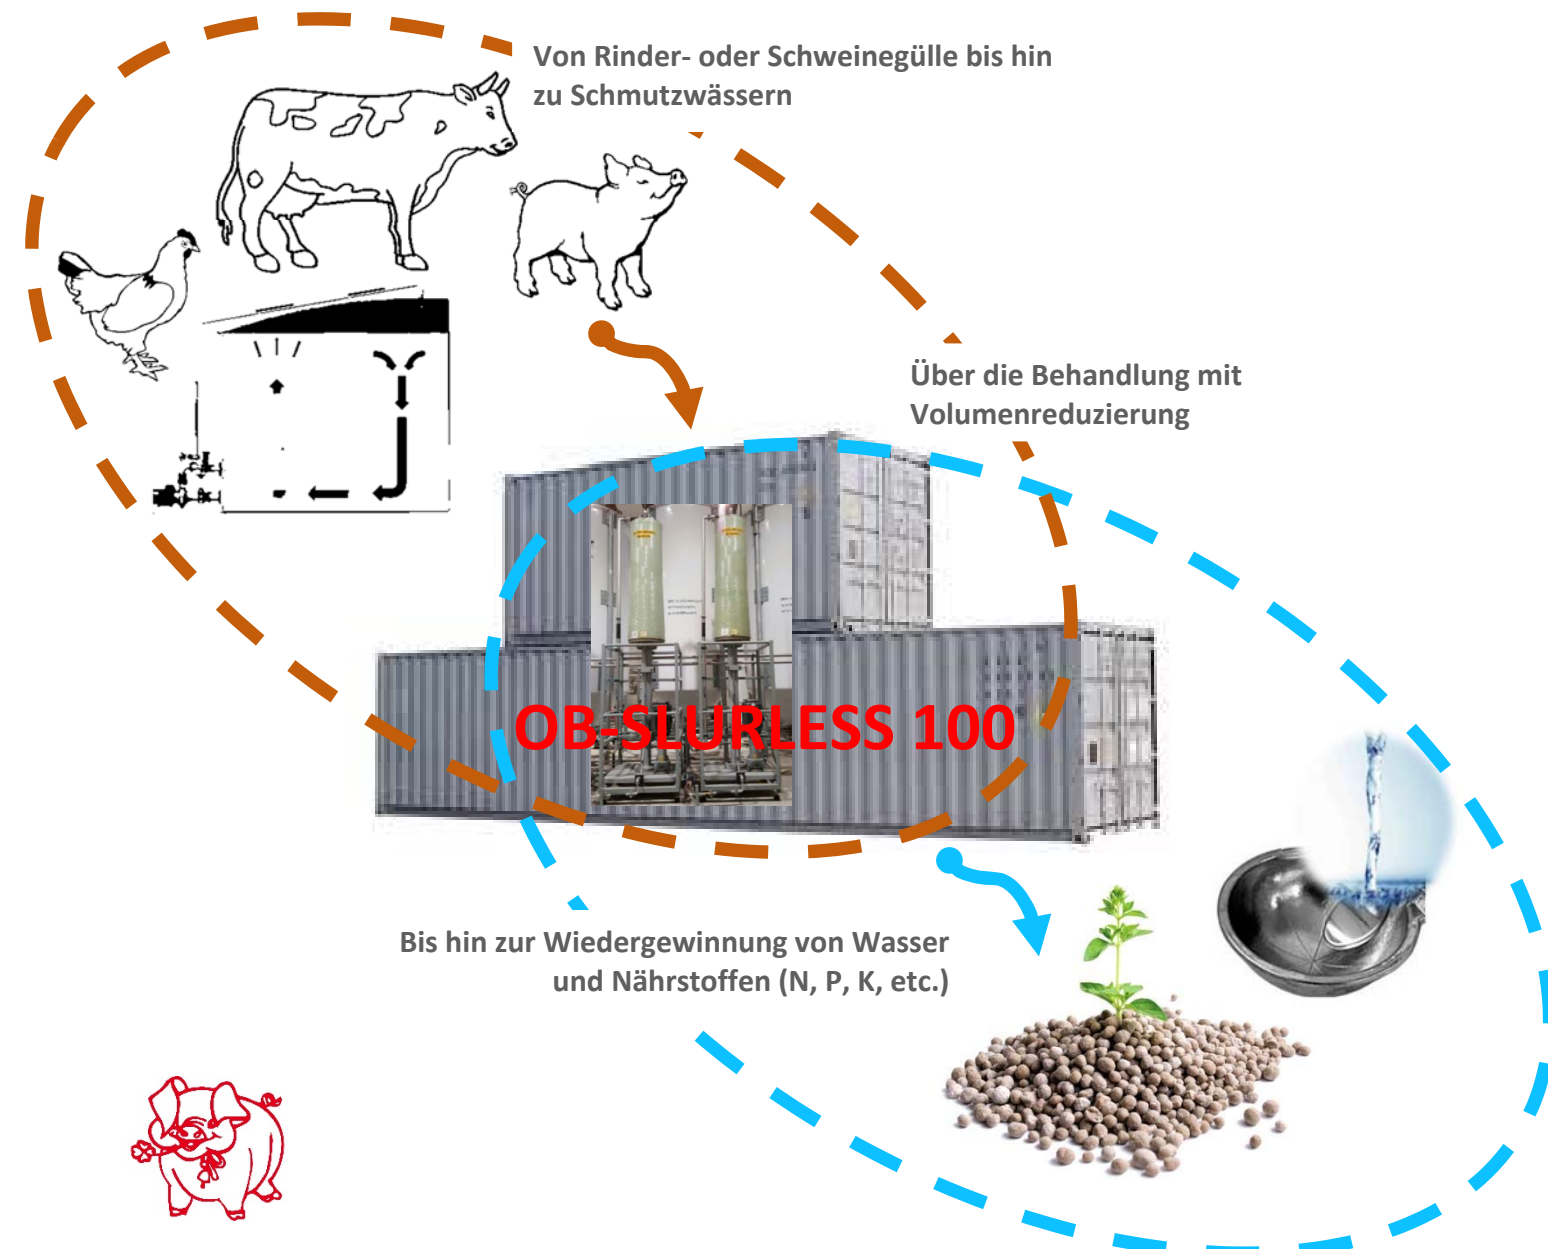 Von Rinder- oder Schweinegülle bis hin
zu Schmutzwässern
Über die Behandlung mit
Volumenreduzierung
OB-SLURLESS 100
Bis hin zur Wiedergewinnung von Wasser
und Nährstoffen (N, P, K, etc.)